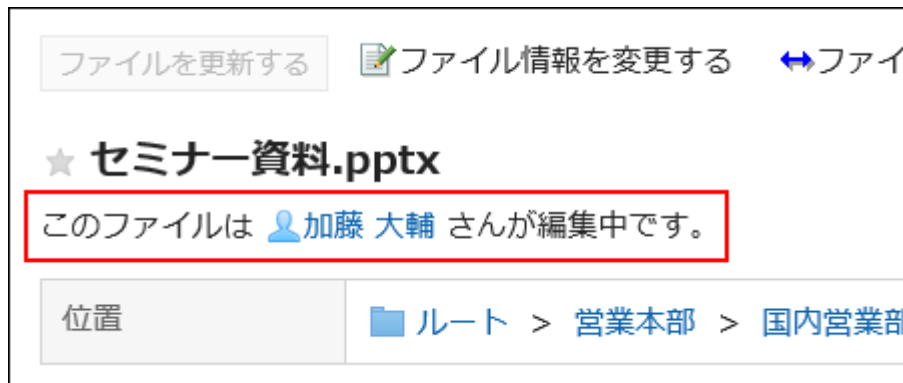 ファイルを更新する ファイル情報を変更する ファイ
セミナー資料.pptx
このファイルは 加藤 大輔 さんが編集中です。
位置 ルート > 営業本部 > 国内営業部